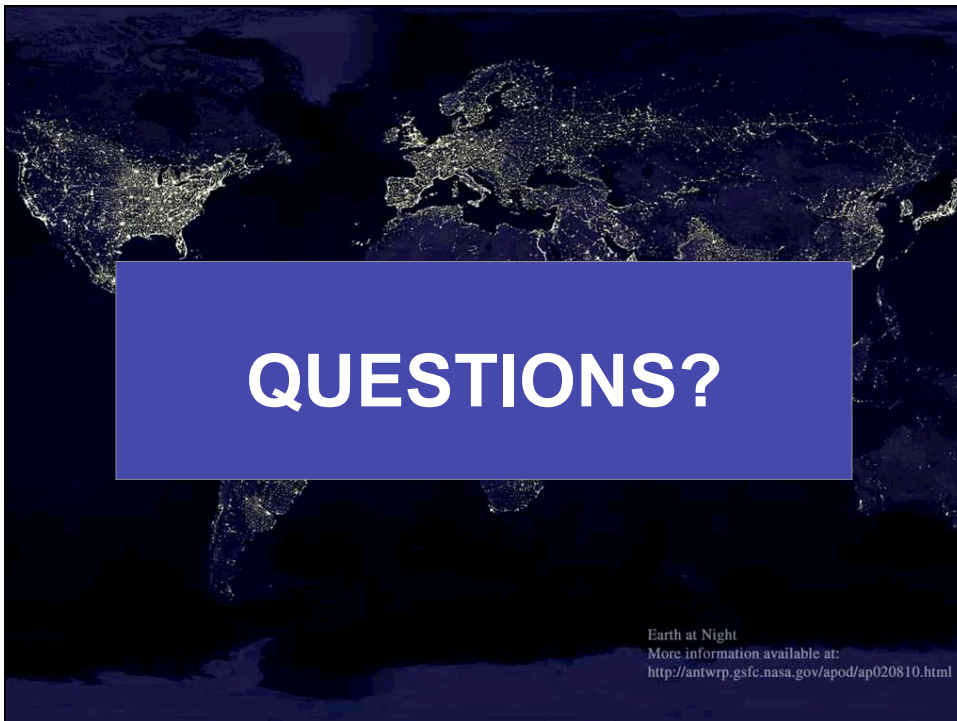 QUESTIONS?
Earth at Night
More information available at:
http://antwrp.gsfc.nasa.gov/apod/ap020810.html